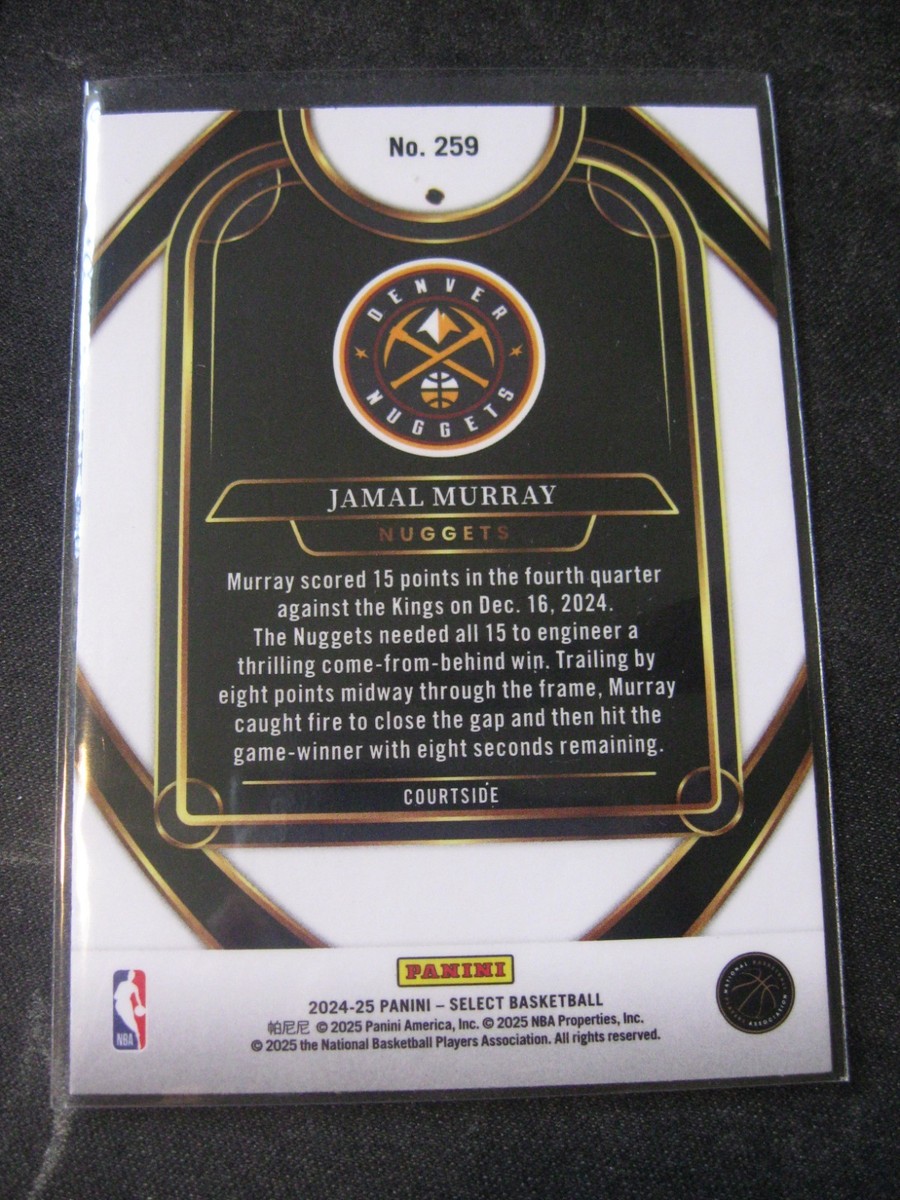 No. 259
DENVER
NUGGETS
JAMAL MURRAY
NUGGETS
Murray scored 15 points in the fourth quarter
against the Kings on Dec. 16, 2024.
The Nuggets needed all 15 to engineer a
thrilling come-from-behind win. Trailing by
eight points midway through the frame, Murray
caught fire to close the gap and then hit the
game-winner with eight seconds remaining.
COURTSIDE
PANINI
2024-25 PANINI – SELECT BASKETBALL
帕尼尼 © 2025 Panini America, Inc. © 2025 NBA Properties, Inc.
© 2025 the National Basketball Players Association. All rights reserved.
NBA
NATIONAL BASKETBALL
ASSOCIATION